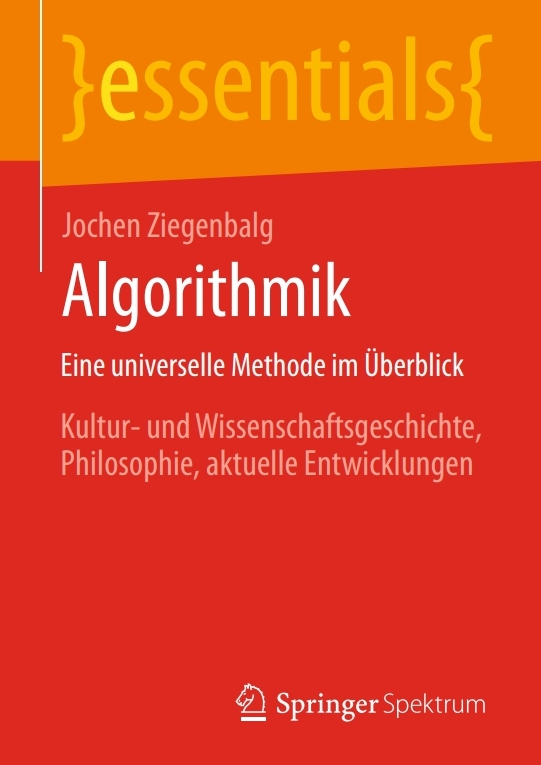 }essentials{
Jochen Ziegenbalg
Algorithmik
Eine universelle Methode im Überblick
Kultur- und Wissenschaftsgeschichte,
Philosophie, aktuelle Entwicklungen
Springer Spektrum